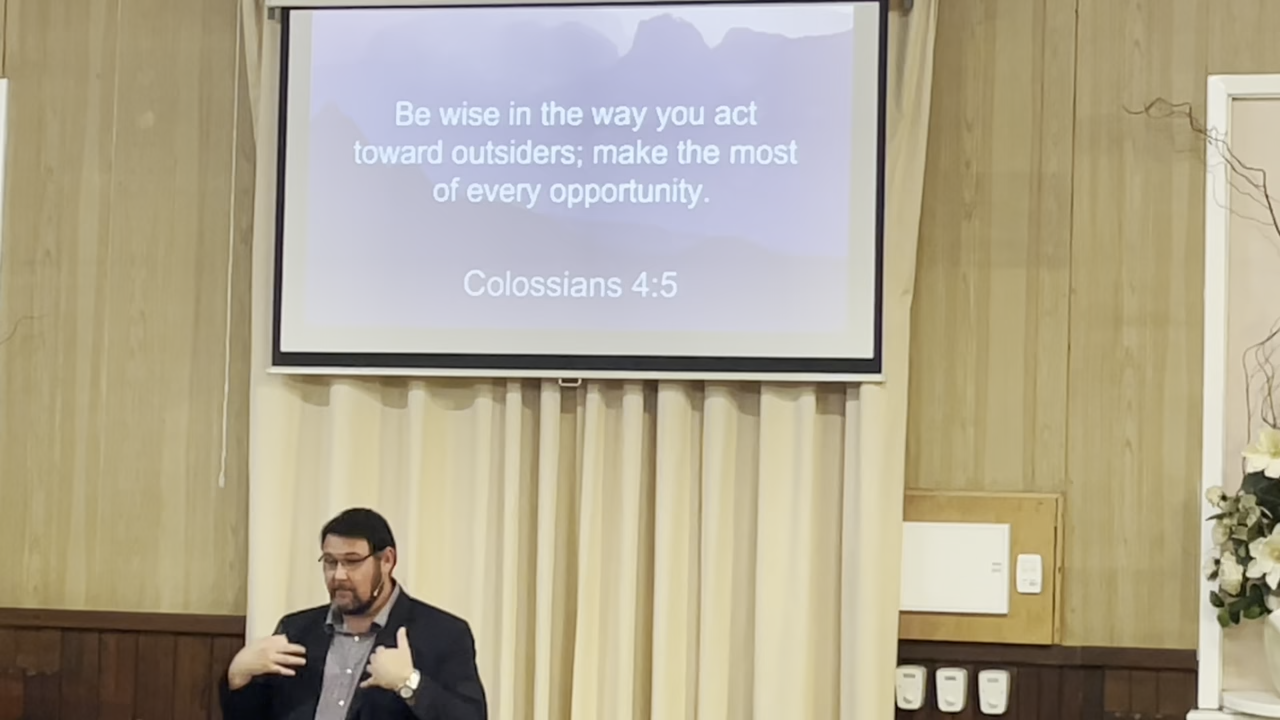 Be wise in the way you act
toward outsiders; make the most
of every opportunity.
Colossians 4:5